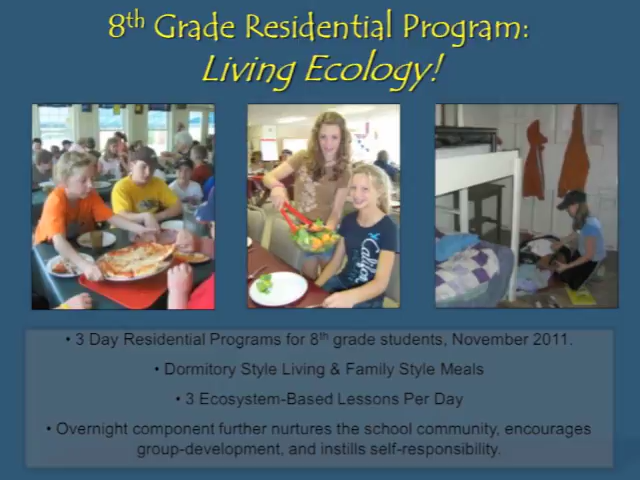 8th Grade Residential Program:
Living Ecology!
• 3 Day Residential Programs for 8th grade students, November 2011.
• Dormitory Style Living & Family Style Meals
• 3 Ecosystem-Based Lessons Per Day
• Overnight component further nurtures the school community, encourages
group-development, and instills self-responsibility.